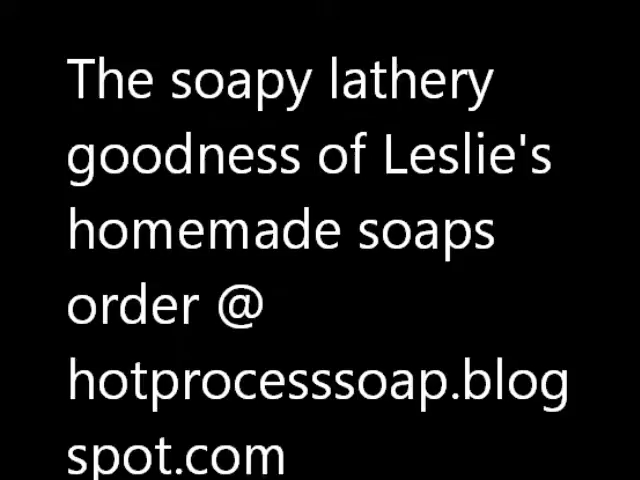 The soapy lathery
goodness of Leslie's
homemade soaps
order @
hotprocesssoap.blog
spot.com